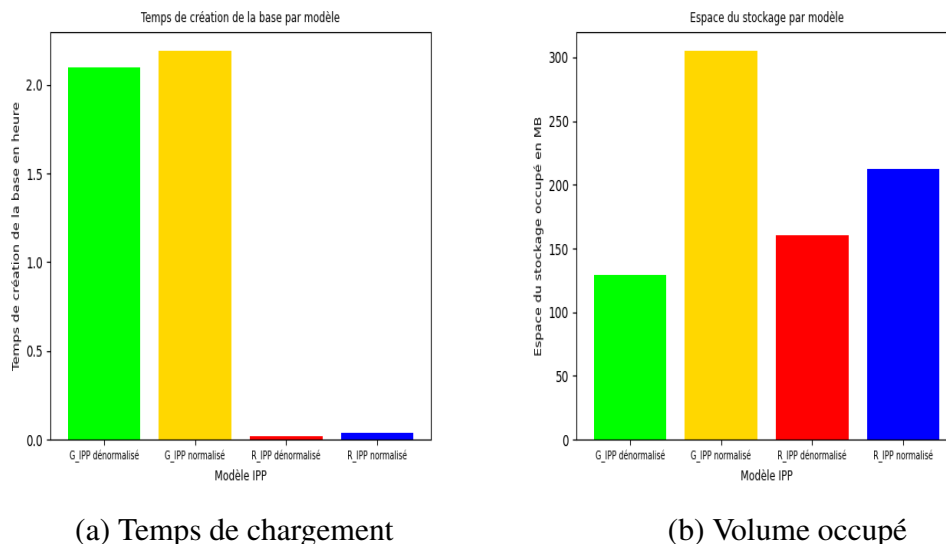 Temps de création de la base par modèle
Temps de création de la base en heure
2.0
1.5
1.0
0.5
0.0
G_IPP dénormalisé
G_IPP normalisé
R_IPP dénormalisé
R_IPP normalisé
Modèle IPP
(a) Temps de chargement
Espace du stockage par modèle
Espace du stockage occupé en MB
300
250
200
150
100
50
0
G_IPP dénormalisé
G_IPP normalisé
R_IPP dénormalisé
R_IPP normalisé
Modèle IPP
(b) Volume occupé